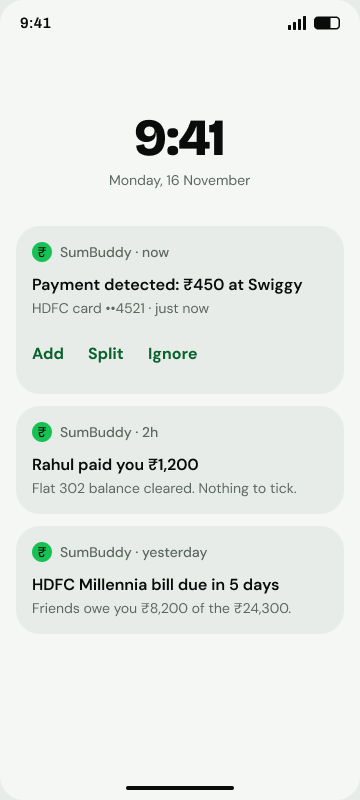 9:41
9:41
Monday, 16 November
₹ SumBuddy · now
Payment detected: ₹450 at Swiggy
HDFC card ••4521 · just now
Add Split Ignore
₹ SumBuddy · 2h
Rahul paid you ₹1,200
Flat 302 balance cleared. Nothing to tick.
₹ SumBuddy · yesterday
HDFC Millennia bill due in 5 days
Friends owe you ₹8,200 of the ₹24,300.